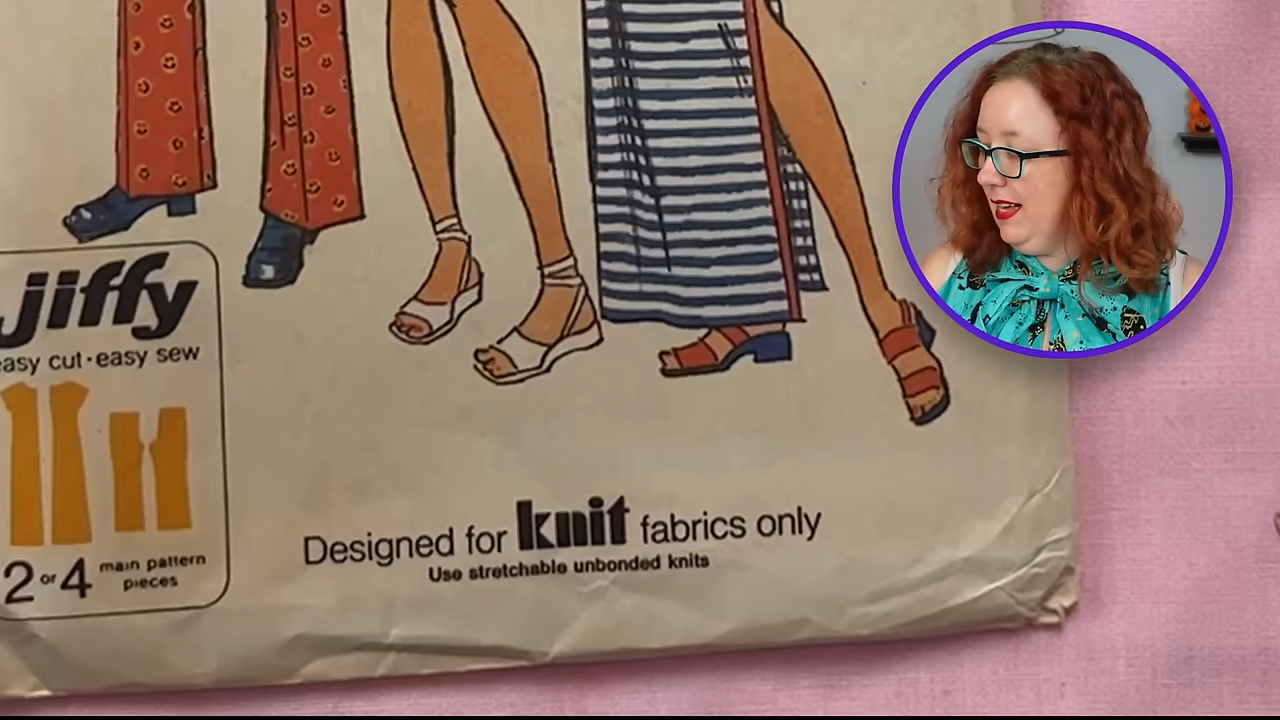 jiffy
easy cut·easy sew
2 or 4 main pattern
pieces
Designed for knit fabrics only
Use stretchable unbonded knits